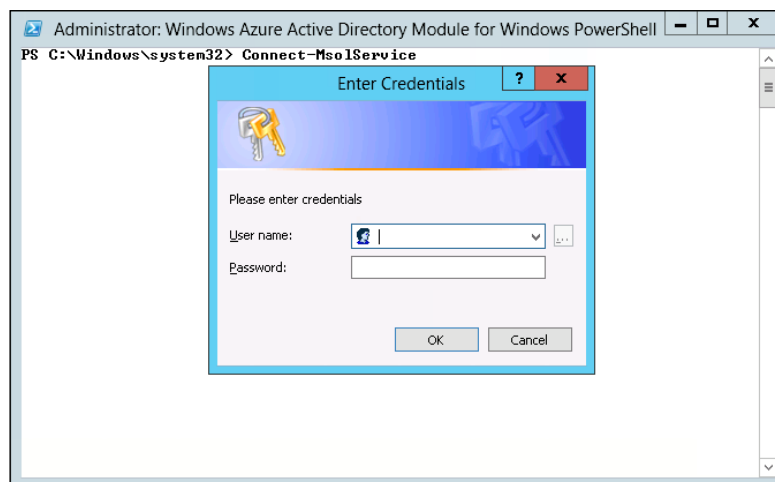 Administrator: Windows Azure Active Directory Module for Windows PowerShell
PS C:\Windows\system32> Connect-MsolService
Enter Credentials
?
x
Please enter credentials
User name:
...
Password:
OK
Cancel